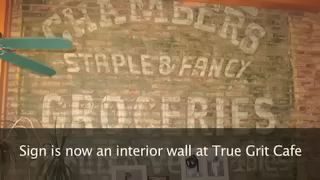 CHAMBERS
STAPLE & FANCY
GROCERIES
Sign is now an interior wall at True Grit Cafe